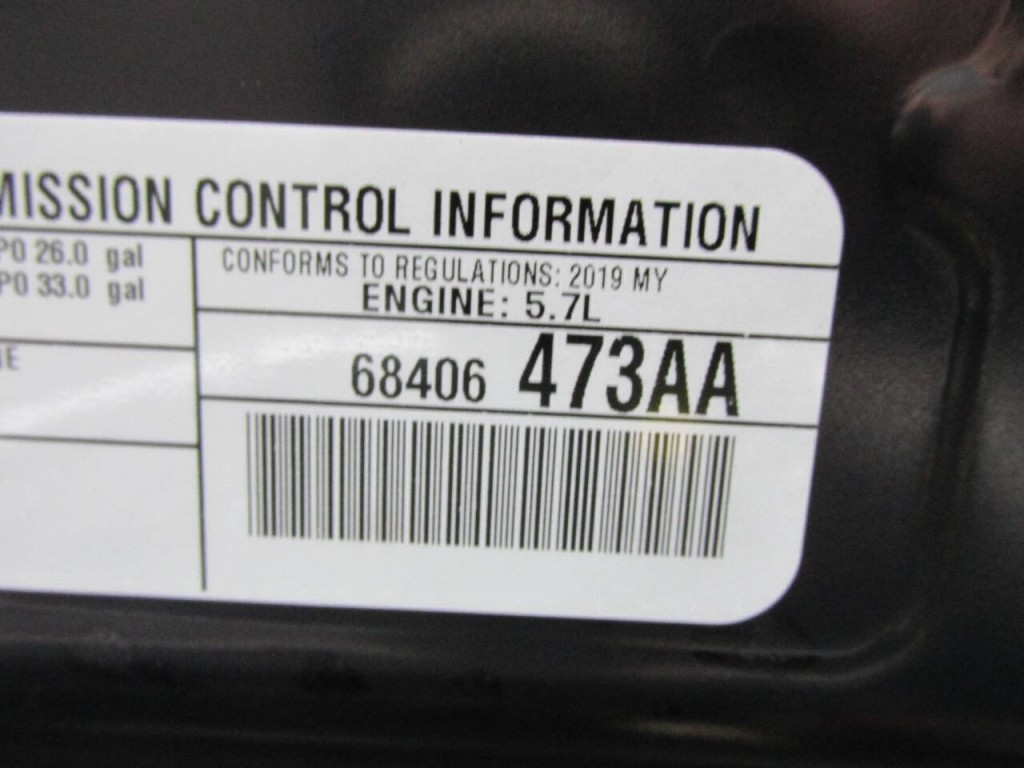 MISSION CONTROL INFORMATION
PO 26.0 gal
PO 33.0 gal
CONFORMS TO REGULATIONS: 2019 MY
ENGINE: 5.7L
68406 473AA